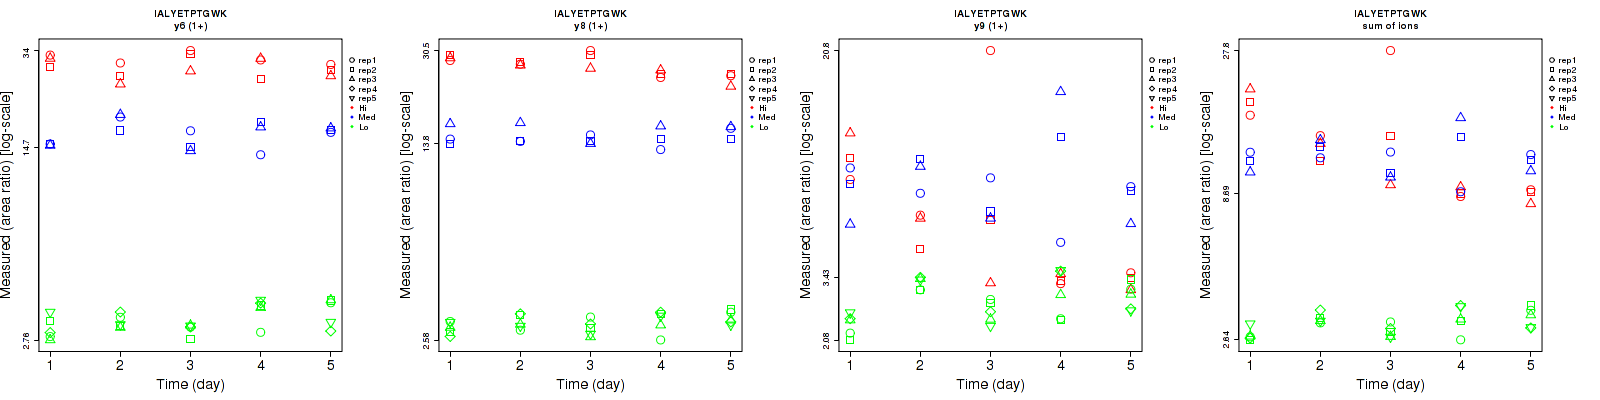 IALYETPTGWK
y6 (1+)
Measured (area ratio) [log-scale]
34
14.7
2.76
1 2 3 4 5
Time (day)
rep1
rep2
rep3
rep4
rep5
Hi
Med
Lo
IALYETPTGWK
y8 (1+)
Measured (area ratio) [log-scale]
30.5
13.8
2.58
1 2 3 4 5
Time (day)
rep1
rep2
rep3
rep4
rep5
Hi
Med
Lo
IALYETPTGWK
y9 (1+)
Measured (area ratio) [log-scale]
20.8
3.43
2.08
1 2 3 4 5
Time (day)
rep1
rep2
rep3
rep4
rep5
Hi
Med
Lo
IALYETPTGWK
sum of ions
Measured (area ratio) [log-scale]
27.8
8.69
2.64
1 2 3 4 5
Time (day)
rep1
rep2
rep3
rep4
rep5
Hi
Med
Lo